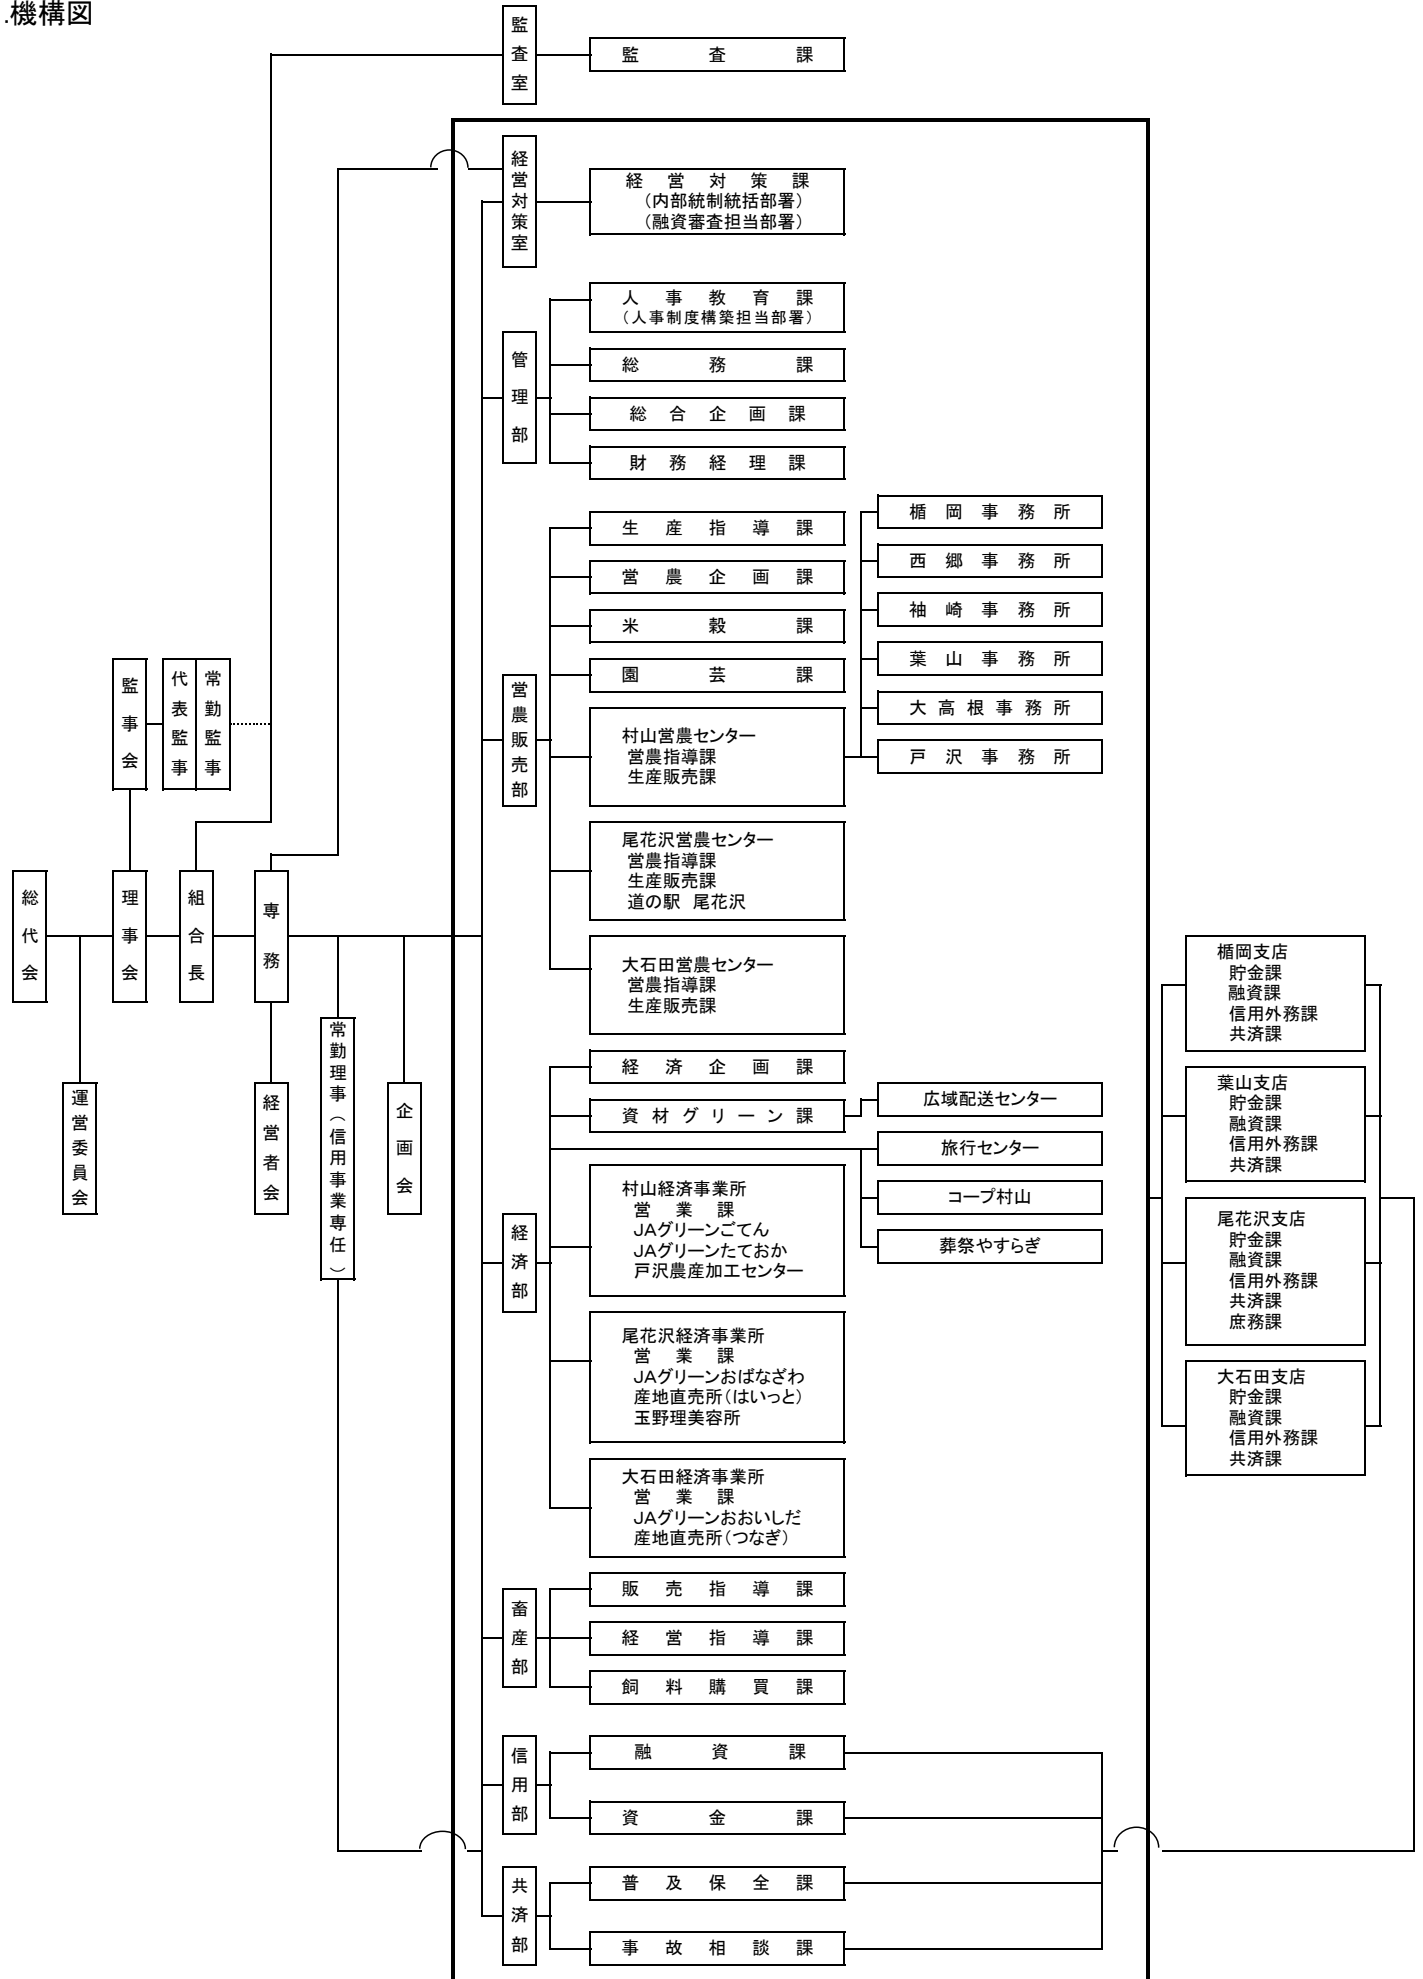 .機構図
監査室
監査課
経営対策室
経営対策課
（内部統制統括部署）
（融資審査担当部署）
管理部
人事教育課
（人事制度構築担当部署）
総務課
総合企画課
財務経理課
営農販売部
生産指導課
営農企画課
米穀課
園芸課
村山営農センター
営農指導課
生産販売課
尾花沢営農センター
営農指導課
生産販売課
道の駅 尾花沢
大石田営農センター
営農指導課
生産販売課
楯岡事務所
西郷事務所
袖崎事務所
葉山事務所
大高根事務所
戸沢事務所
監事会
代表監事
常勤監事
総代会
理事会
組合長
専務
運営委員会
経営者会
常勤理事（信用事業専任）
企画会
経済部
経済企画課
資材グリーン課
広域配送センター
旅行センター
コープ村山
葬祭やすらぎ
村山経済事業所
営業課
JAグリーンごてん
JAグリーンたておか
戸沢農産加工センター
尾花沢経済事業所
営業課
JAグリーンおばなざわ
産地直売所（はいっと）
玉野理美容所
大石田経済事業所
営業課
JAグリーンおおいしだ
産地直売所（つなぎ）
畜産部
販売指導課
経営指導課
飼料購買課
信用部
融資課
資金課
共済部
普及保全課
事故相談課
楯岡支店
貯金課
融資課
信用外務課
共済課
葉山支店
貯金課
融資課
信用外務課
共済課
尾花沢支店
貯金課
融資課
信用外務課
共済課
庶務課
大石田支店
貯金課
融資課
信用外務課
共済課